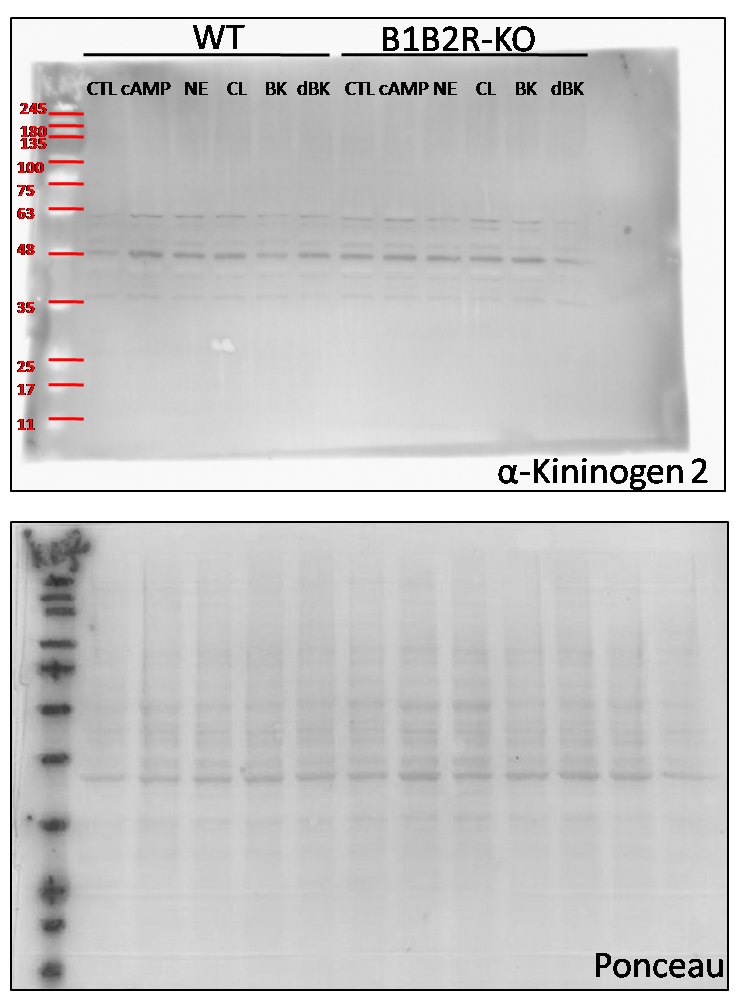 WT B1B2R-KO
CTL cAMP NE CL BK dBK CTL cAMP NE CL BK dBK
245
180
135
100
75
63
48
35
25
17
11
α-Kininogen 2
Ponceau